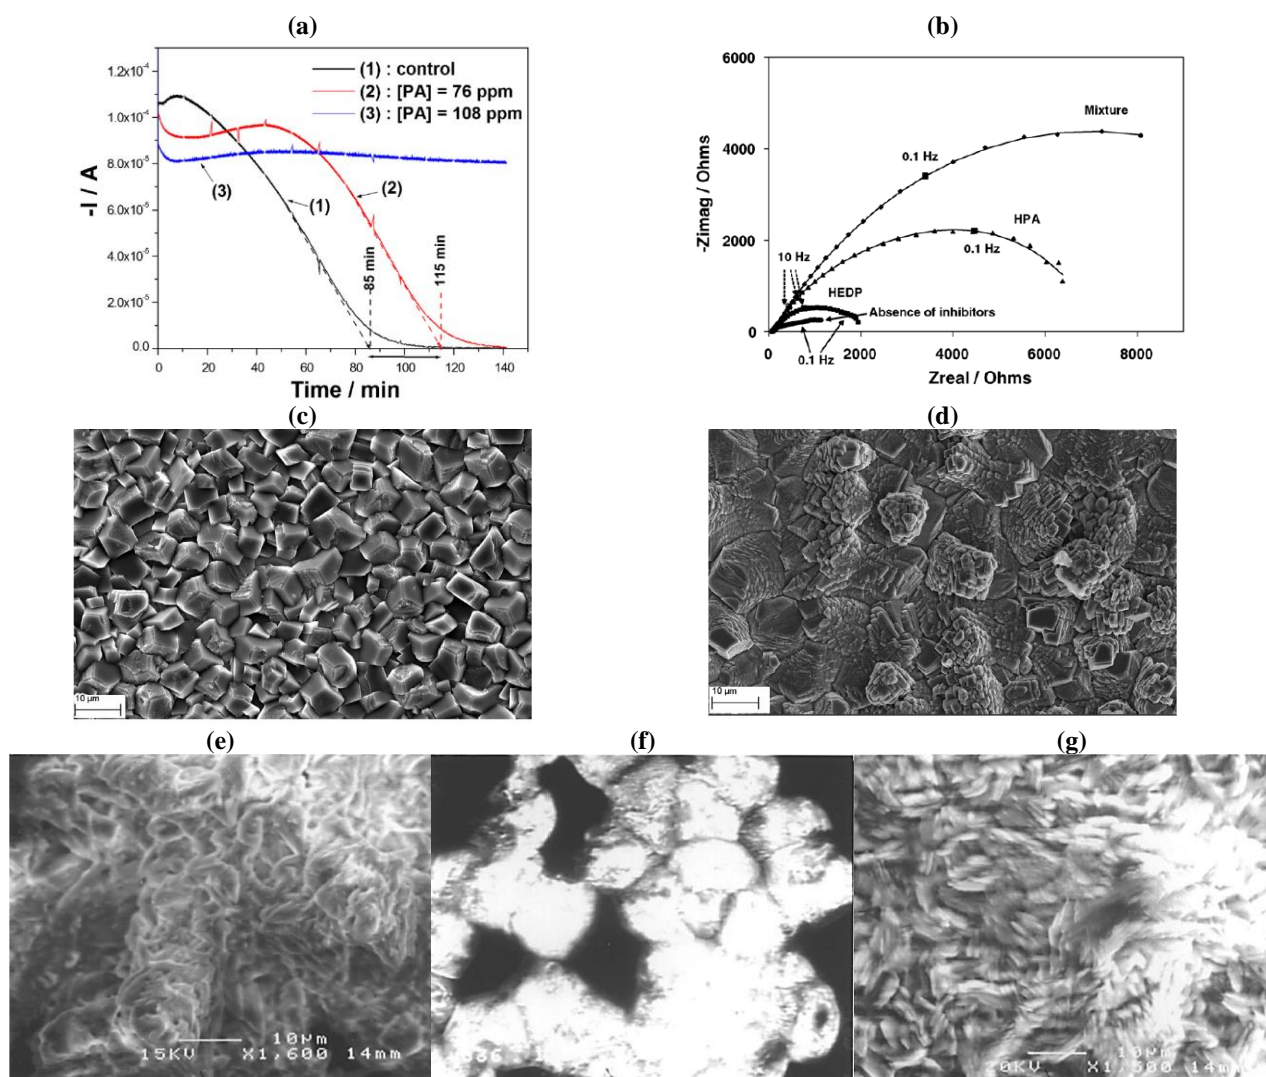 (a)
(b)
1.2x10⁻⁴
1.0x10⁻⁴
8.0x10⁻⁵
6.0x10⁻⁵
4.0x10⁻⁵
2.0x10⁻⁵
0.0
-I / A
(1) : control
(2) : [PA] = 76 ppm
(3) : [PA] = 108 ppm
(3)
(1)
(2)
85 min
115 min
0 20 40 60 80 100 120 140
Time / min
6000
4000
2000
0
-Zimag / Ohms
Mixture
0.1 Hz
HPA
0.1 Hz
10 Hz
HEDP
Absence of inhibitors
0.1 Hz
0 2000 4000 6000 8000
Zreal / Ohms
(c)
(d)
10 µm
10 µm
(e)
(f)
(g)
10µm
15KV X1,600 14mm
10µm
0KV X1,500 14mm